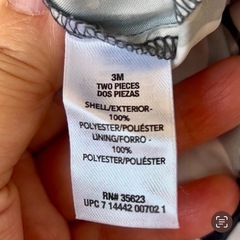 3M
TWO PIECES
DOS PIEZAS
SHELL/EXTERIOR-
100%
POLYESTER/POLIÉSTER
LINING/FORRO -
100%
POLYESTER/POLIÉSTER
RN# 35623
UPC 7 14442 00702 1